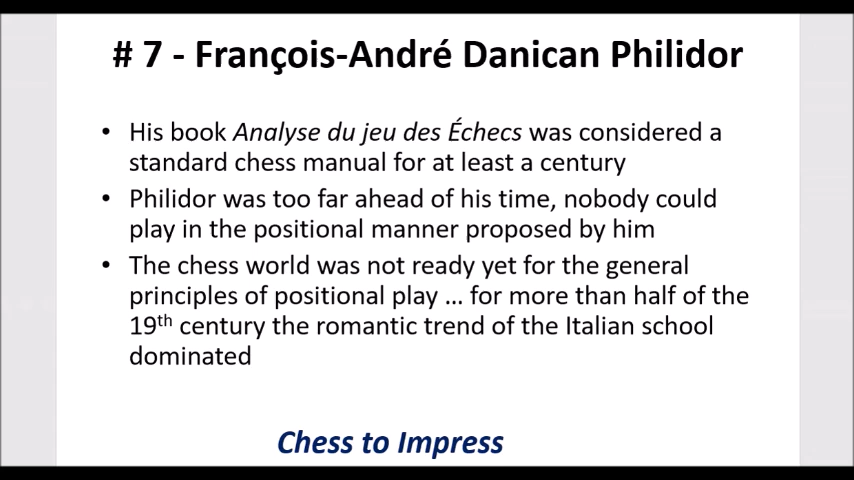 # 7 - François-André Danican Philidor
• His book Analyse du jeu des Échecs was considered a
standard chess manual for at least a century
• Philidor was too far ahead of his time, nobody could
play in the positional manner proposed by him
• The chess world was not ready yet for the general
principles of positional play … for more than half of the
19th century the romantic trend of the Italian school
dominated
Chess to Impress